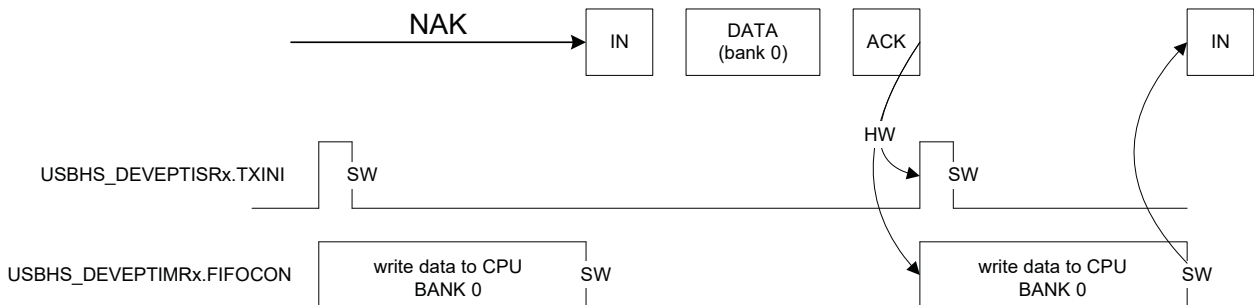 NAK
IN
DATA
(bank 0)
ACK
IN
HW
USBHS_DEVEPTISRx.TXINI
SW
SW
USBHS_DEVEPTIMRx.FIFOCON
write data to CPU
BANK 0
SW
write data to CPU
BANK 0
SW